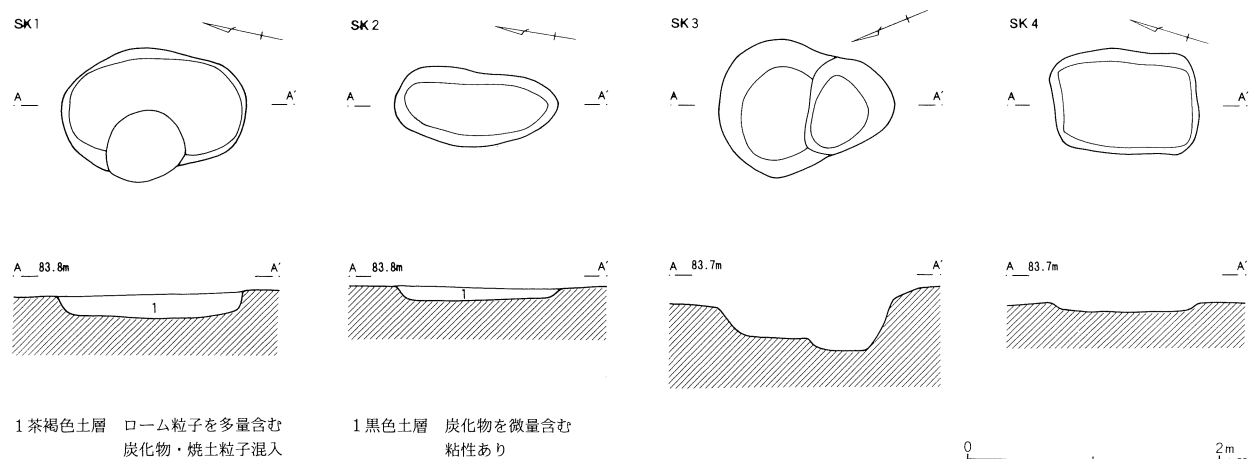 SK1
SK2
SK3
SK4
A A′
A A′
A A′
A A′
A 83.8m A′
A 83.8m A′
A 83.7m A′
A 83.7m A′
1
1
1茶褐色土層 ローム粒子を多量含む
炭化物・焼土粒子混入
1黒色土層 炭化物を微量含む
粘性あり
0 2m